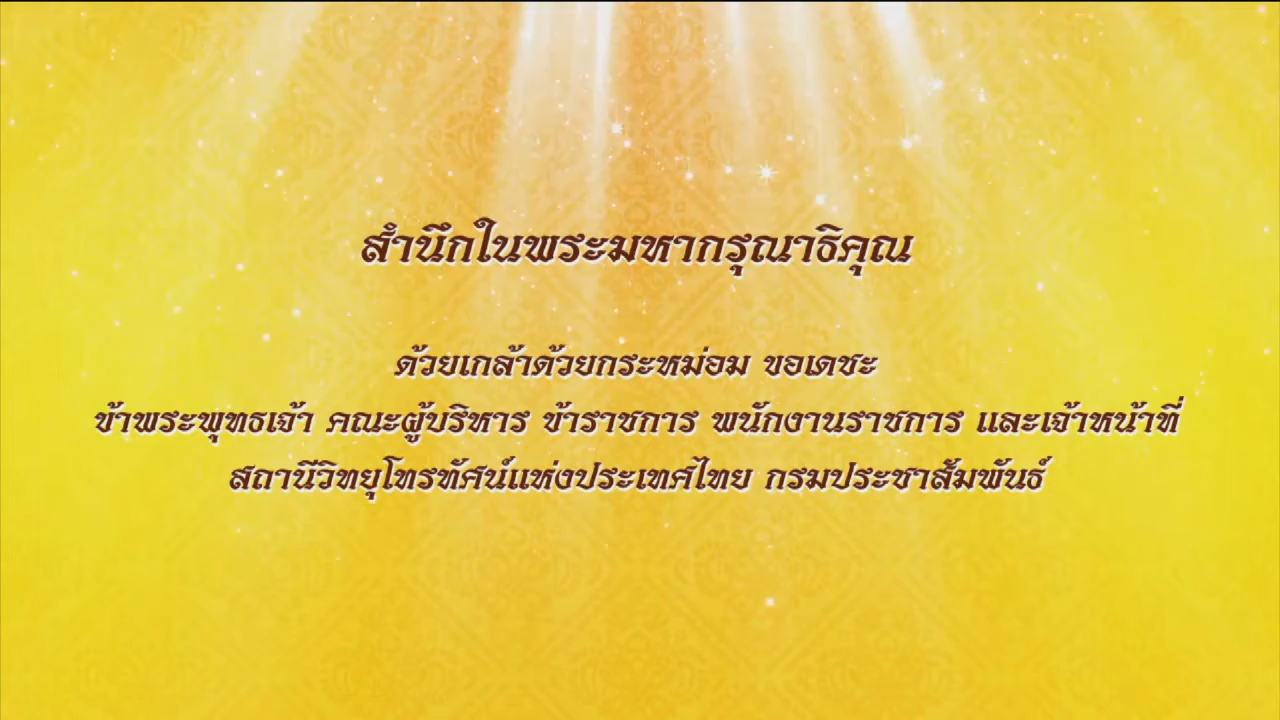 สำนึกในพระมหากรุณาธิคุณ
ด้วยเกล้าด้วยกระหม่อม ขอเดชะ
ข้าพระพุทธเจ้า คณะผู้บริหาร ข้าราชการ พนักงานราชการ และเจ้าหน้าที่
สถานีวิทยุโทรทัศน์แห่งประเทศไทย กรมประชาสัมพันธ์